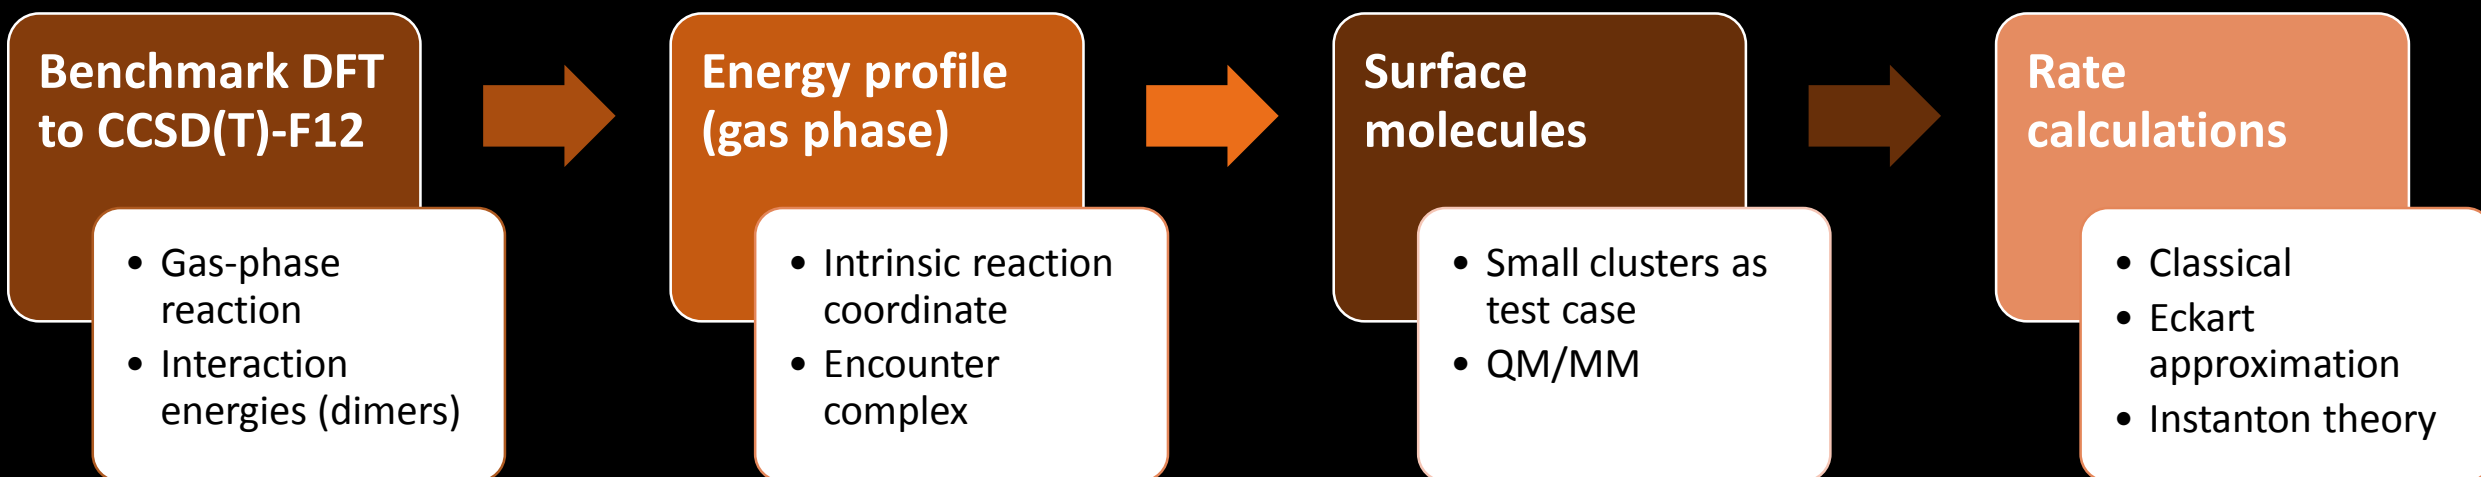 Benchmark DFT
to CCSD(T)-F12
• Gas-phase
reaction
• Interaction
energies (dimers)
Energy profile
(gas phase)
• Intrinsic reaction
coordinate
• Encounter
complex
Surface
molecules
• Small clusters as
test case
• QM/MM
Rate
calculations
• Classical
• Eckart
approximation
• Instanton theory